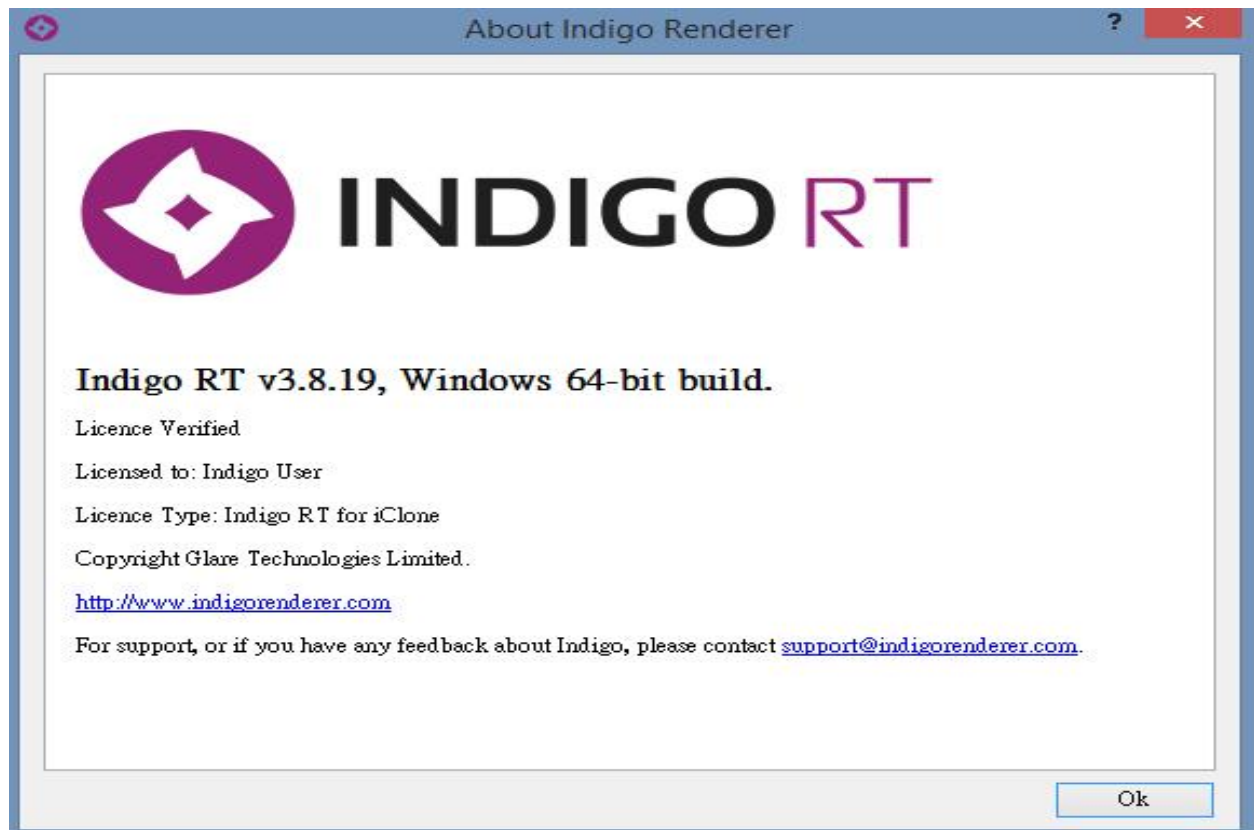 About Indigo Renderer
?
INDIGO RT
Indigo RT v3.8.19, Windows 64-bit build.
Licence Verified
Licensed to: Indigo User
Licence Type: Indigo RT for iClone
Copyright Glare Technologies Limited.
http://www.indigorenderer.com
For support, or if you have any feedback about Indigo, please contact support@indigorenderer.com.
Ok